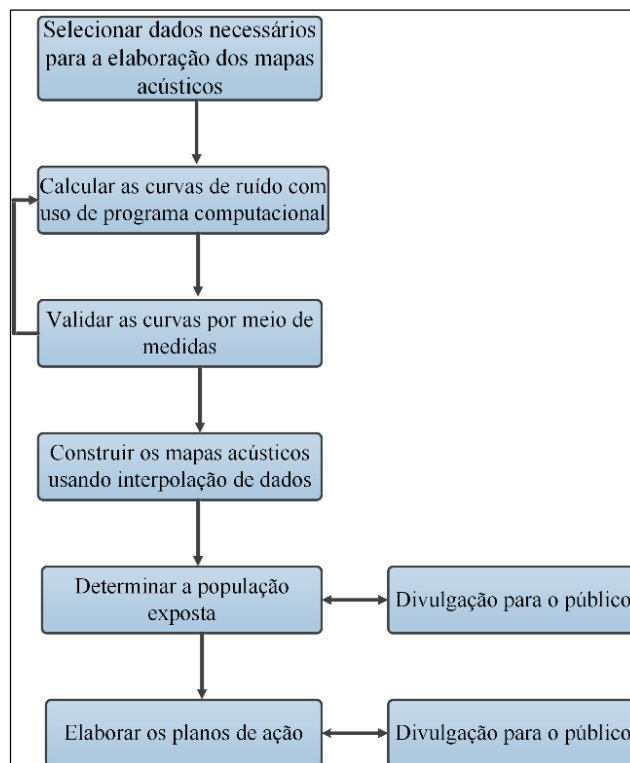 Selecionar dados necessários
para a elaboração dos mapas
acústicos
Calcular as curvas de ruído com
uso de programa computacional
Validar as curvas por meio de
medidas
Construir os mapas acústicos
usando interpolação de dados
Determinar a população
exposta
Divulgação para o público
Elaborar os planos de ação
Divulgação para o público